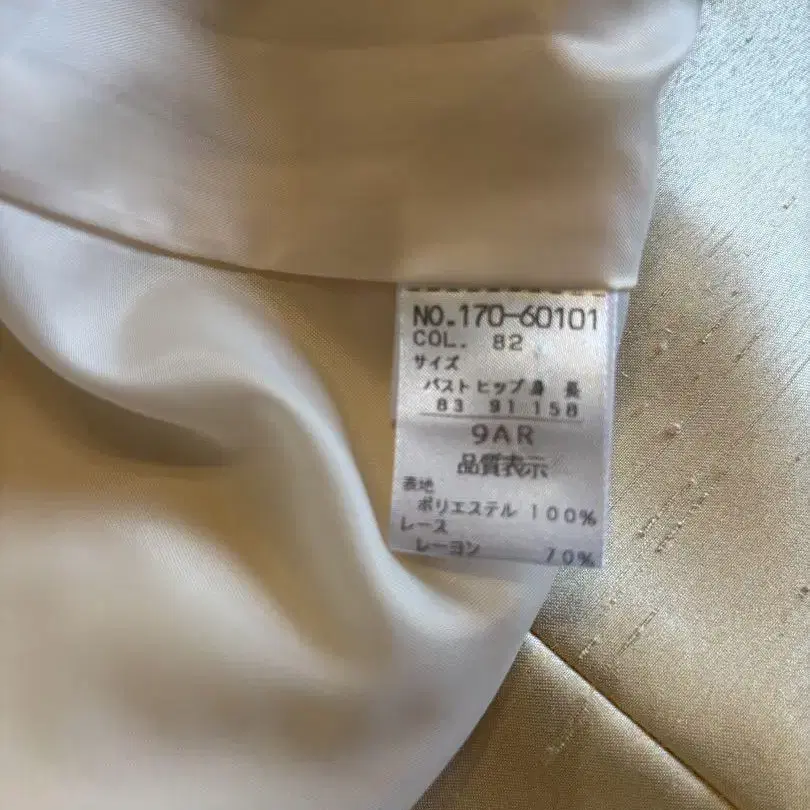 NO.170-60101
COL. 82
サイズ
バスト ヒップ 身 長
83 91 158
9AR
品質表示
表地
ポリエステル 100%
レース
レーヨン 70%